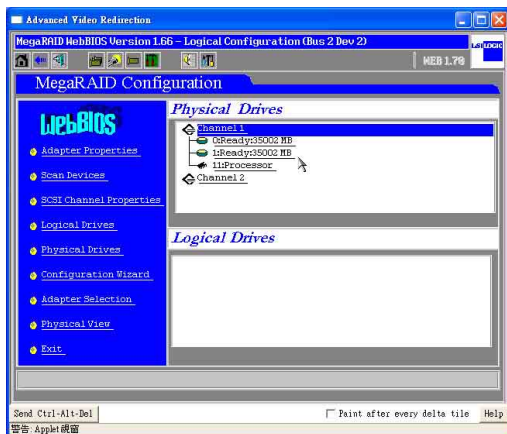 Advanced Video Redirection
MegaRAID WebBIOS Version 1.66 – Logical Configuration (Bus 2 Dev 2)
LSI LOGIC
WEB 1.70
MegaRAID Configuration
WebBIOS
Adapter Properties
Scan Devices
SCSI Channel Properties
Logical Drives
Physical Drives
Configuration Wizard
Adapter Selection
Physical View
Exit
Physical Drives
Channel 1
0:Ready:35002 MB
1:Ready:35002 MB
11:Processor
Channel 2
Logical Drives
Send Ctrl-Alt-Del
Paint after every delta tile
Help
警告: Applet 視窗